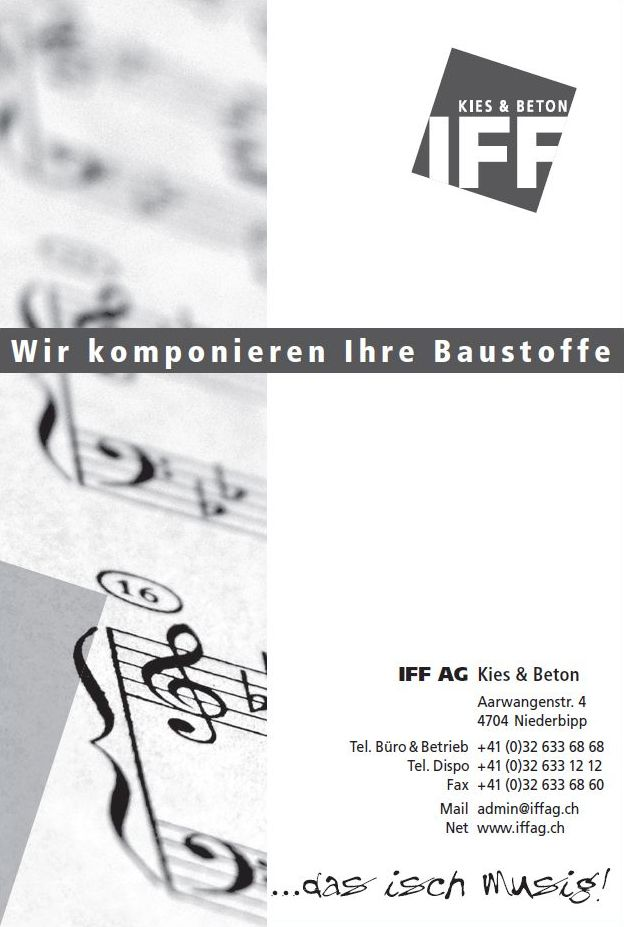 KIES & BETON
IFF
Wir komponieren Ihre Baustoffe
16
IFF AG Kies & Beton
Aarwangenstr. 4
4704 Niederbipp
Tel. Büro & Betrieb +41 (0)32 633 68 68
Tel. Dispo +41 (0)32 633 12 12
Fax +41 (0)32 633 68 60
Mail admin@iffag.ch
Net www.iffag.ch
...das isch Musig!